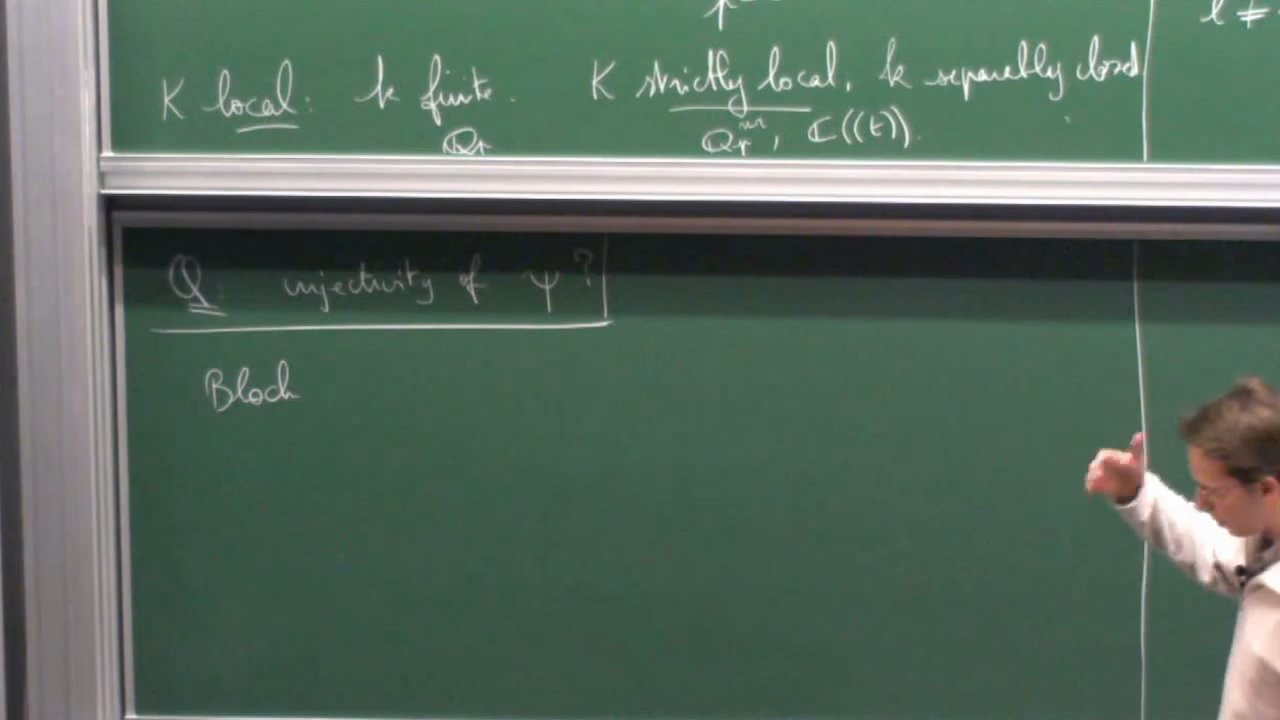 l ≠
K local: k finite. K strictly local, k separably closed
ℚp ℚp^ur, ℂ((t)).
Q: injectivity of ψ?
Bloch